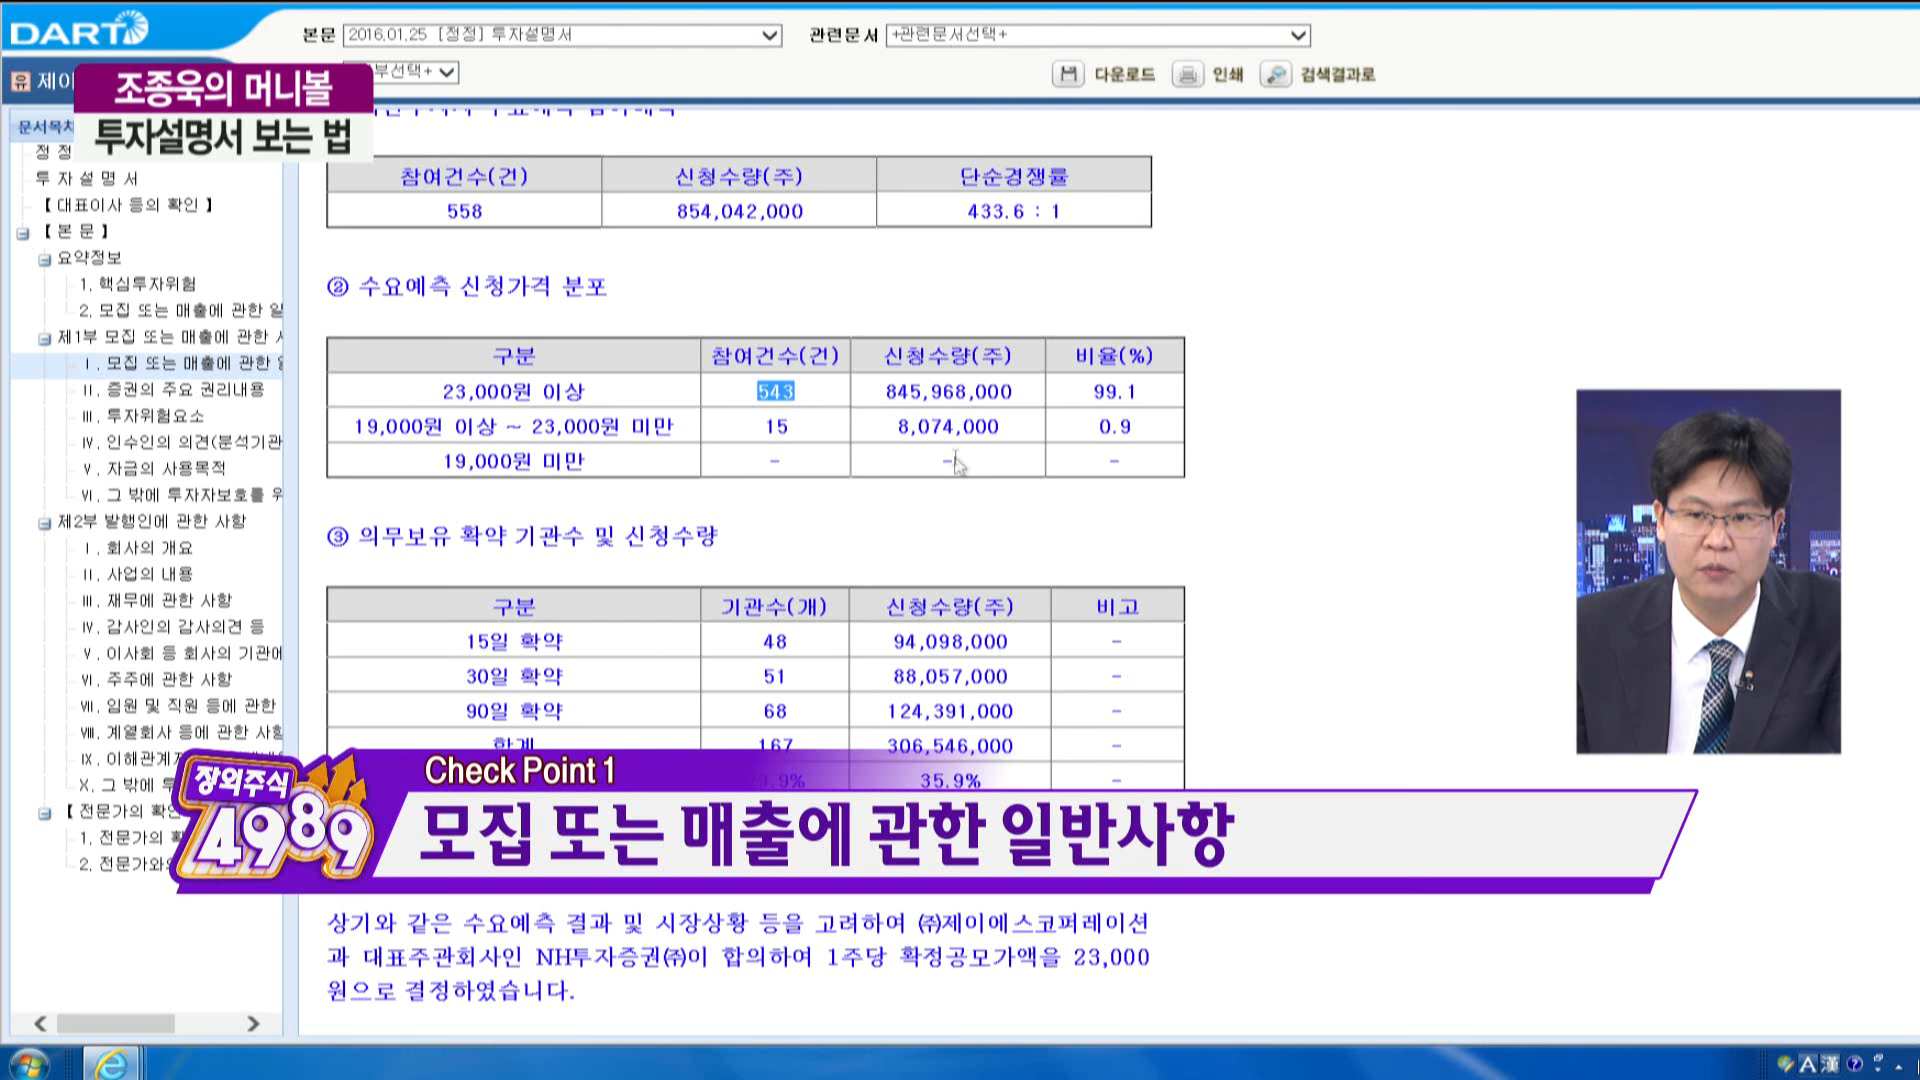 DART
본문 2016.01.25 [정정] 투자설명서
관련문서 +관련문서선택+
유 제이
부선택+
다운로드 인쇄 검색결과로
조종욱의 머니볼
투자설명서 보는 법
문서목차
정 정
투 자 설 명 서
【 대표이사 등의 확인 】
【 본 문 】
요약정보
1. 핵심투자위험
2. 모집 또는 매출에 관한 일
제1부 모집 또는 매출에 관한 사
I. 모집 또는 매출에 관한 일
II. 증권의 주요 권리내용
III. 투자위험요소
IV. 인수인의 의견(분석기관
V. 자금의 사용목적
VI. 그 밖에 투자자보호를 위
제2부 발행인에 관한 사항
I. 회사의 개요
II. 사업의 내용
III. 재무에 관한 사항
IV. 감사인의 감사의견 등
V. 이사회 등 회사의 기관에
VI. 주주에 관한 사항
VII. 임원 및 직원 등에 관한
VIII. 계열회사 등에 관한 사항
IX. 이해관계자
X. 그 밖에 투
【 전문가의 확인
1. 전문가의 확
2. 전문가와의
참여건수(건) 신청수량(주) 단순경쟁률
558 854,042,000 433.6 : 1
② 수요예측 신청가격 분포
구분 참여건수(건) 신청수량(주) 비율(%)
23,000원 이상 543 845,968,000 99.1
19,000원 이상 ~ 23,000원 미만 15 8,074,000 0.9
19,000원 미만 - - -
③ 의무보유 확약 기관수 및 신청수량
구분 기관수(개) 신청수량(주) 비고
15일 확약 48 94,098,000 -
30일 확약 51 88,057,000 -
90일 확약 68 124,391,000 -
합계 167 306,546,000 -
.9% 35.9% -
장외주식
4989
Check Point 1
모집 또는 매출에 관한 일반사항
상기와 같은 수요예측 결과 및 시장상황 등을 고려하여 ㈜제이에스코퍼레이션
과 대표주관회사인 NH투자증권㈜이 합의하여 1주당 확정공모가액을 23,000
원으로 결정하였습니다.
A 漢